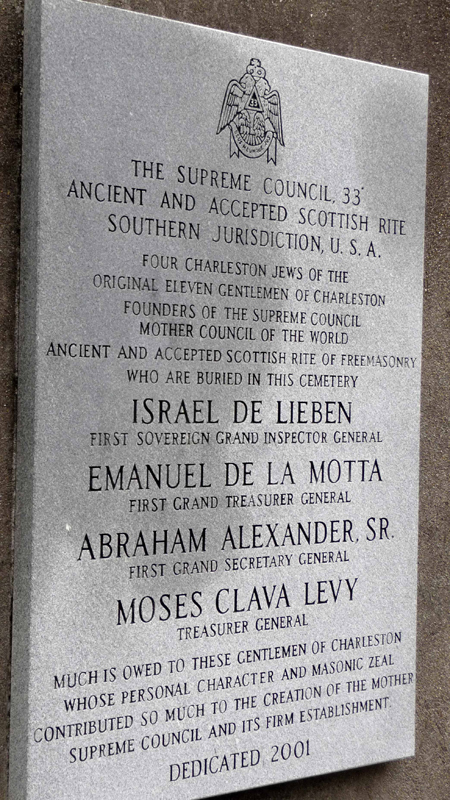 THE SUPREME COUNCIL, 33°
ANCIENT AND ACCEPTED SCOTTISH RITE
SOUTHERN JURISDICTION, U. S. A.
FOUR CHARLESTON JEWS OF THE
ORIGINAL ELEVEN GENTLEMEN OF CHARLESTON
FOUNDERS OF THE SUPREME COUNCIL
MOTHER COUNCIL OF THE WORLD
ANCIENT AND ACCEPTED SCOTTISH RITE OF FREEMASONRY
WHO ARE BURIED IN THIS CEMETERY
ISRAEL DE LIEBEN
FIRST SOVEREIGN GRAND INSPECTOR GENERAL
EMANUEL DE LA MOTTA
FIRST GRAND TREASURER GENERAL
ABRAHAM ALEXANDER, SR.
FIRST GRAND SECRETARY GENERAL
MOSES CLAVA LEVY
TREASURER GENERAL
MUCH IS OWED TO THESE GENTLEMEN OF CHARLESTON
WHOSE PERSONAL CHARACTER AND MASONIC ZEAL
CONTRIBUTED SO MUCH TO THE CREATION OF THE MOTHER
SUPREME COUNCIL AND ITS FIRM ESTABLISHMENT.
DEDICATED 2001